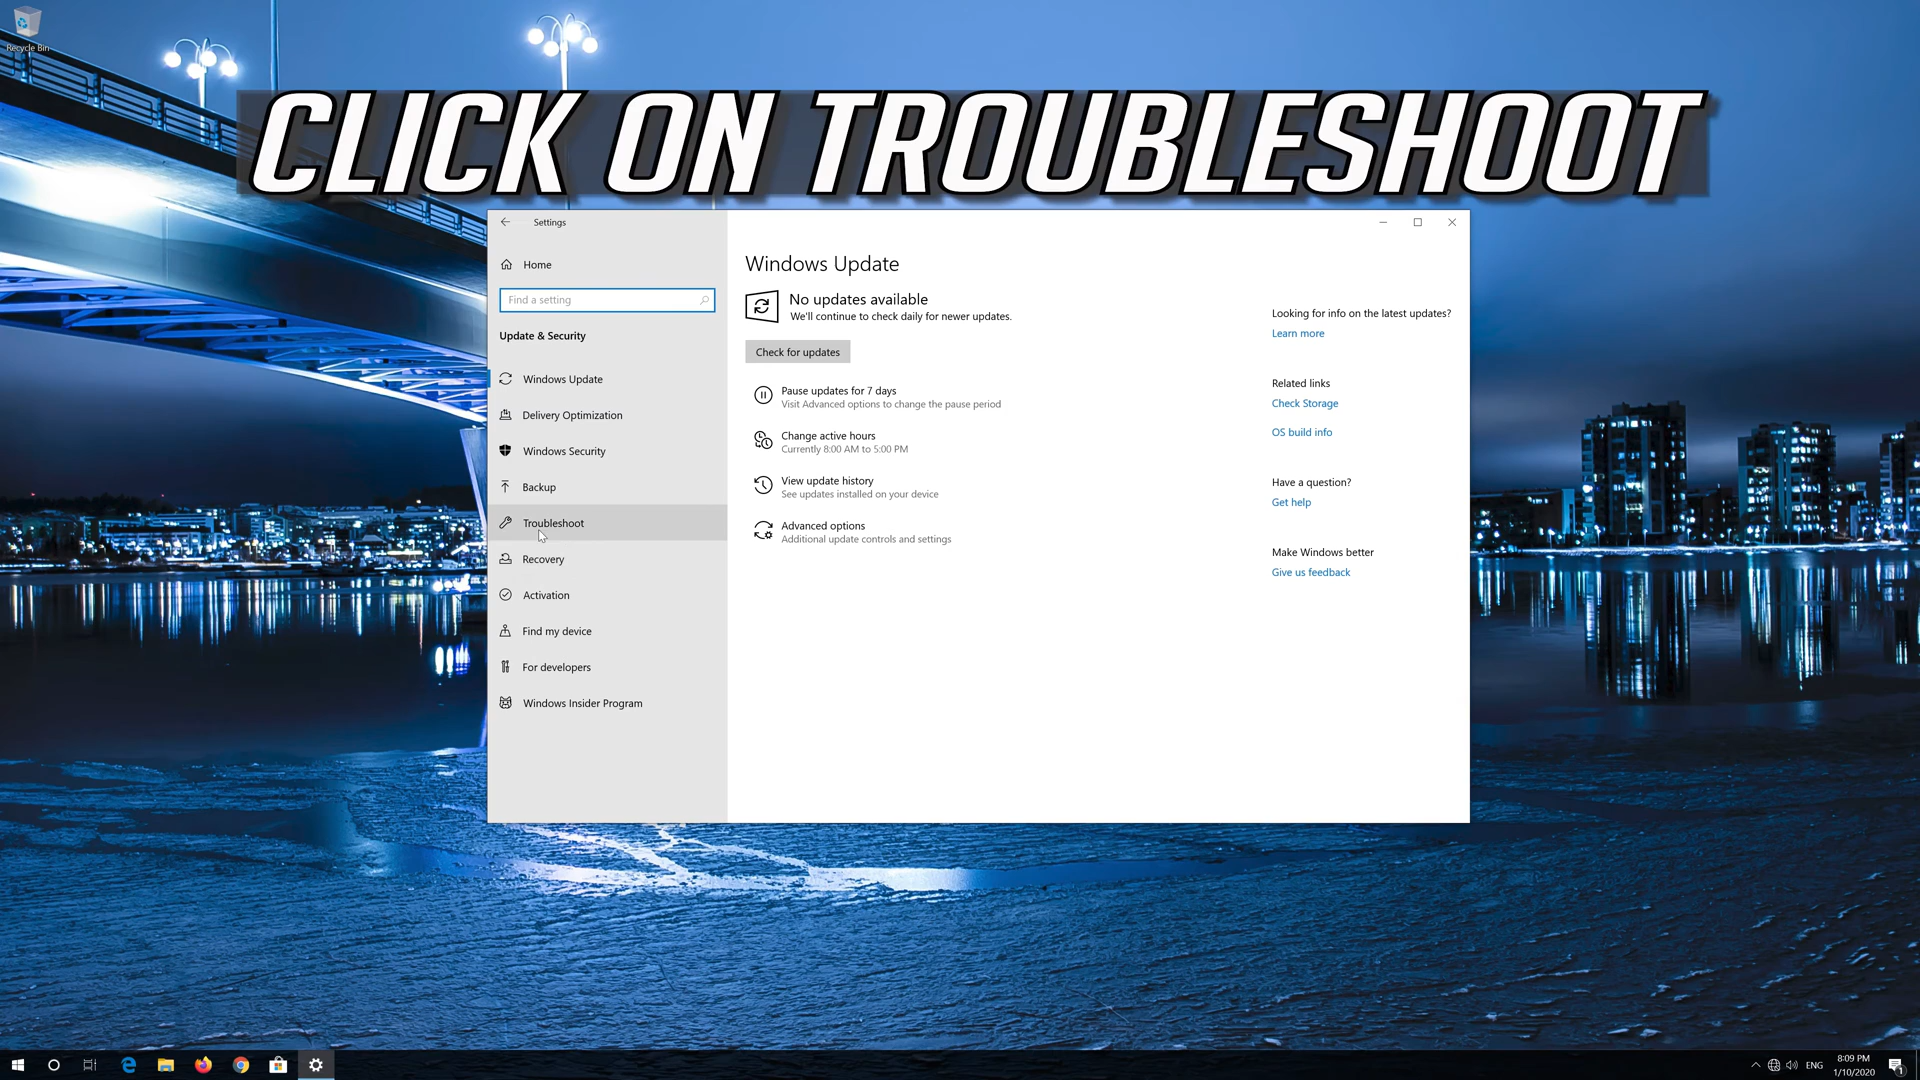 Recycle Bin
CLICK ON TROUBLESHOOT
Settings
Home
Find a setting
Update & Security
Windows Update
Delivery Optimization
Windows Security
Backup
Troubleshoot
Recovery
Activation
Find my device
For developers
Windows Insider Program
Windows Update
No updates available
We'll continue to check daily for newer updates.
Check for updates
Pause updates for 7 days
Visit Advanced options to change the pause period
Change active hours
Currently 8:00 AM to 5:00 PM
View update history
See updates installed on your device
Advanced options
Additional update controls and settings
Looking for info on the latest updates?
Learn more
Related links
Check Storage
OS build info
Have a question?
Get help
Make Windows better
Give us feedback
ENG
8:09 PM
1/10/2020
1